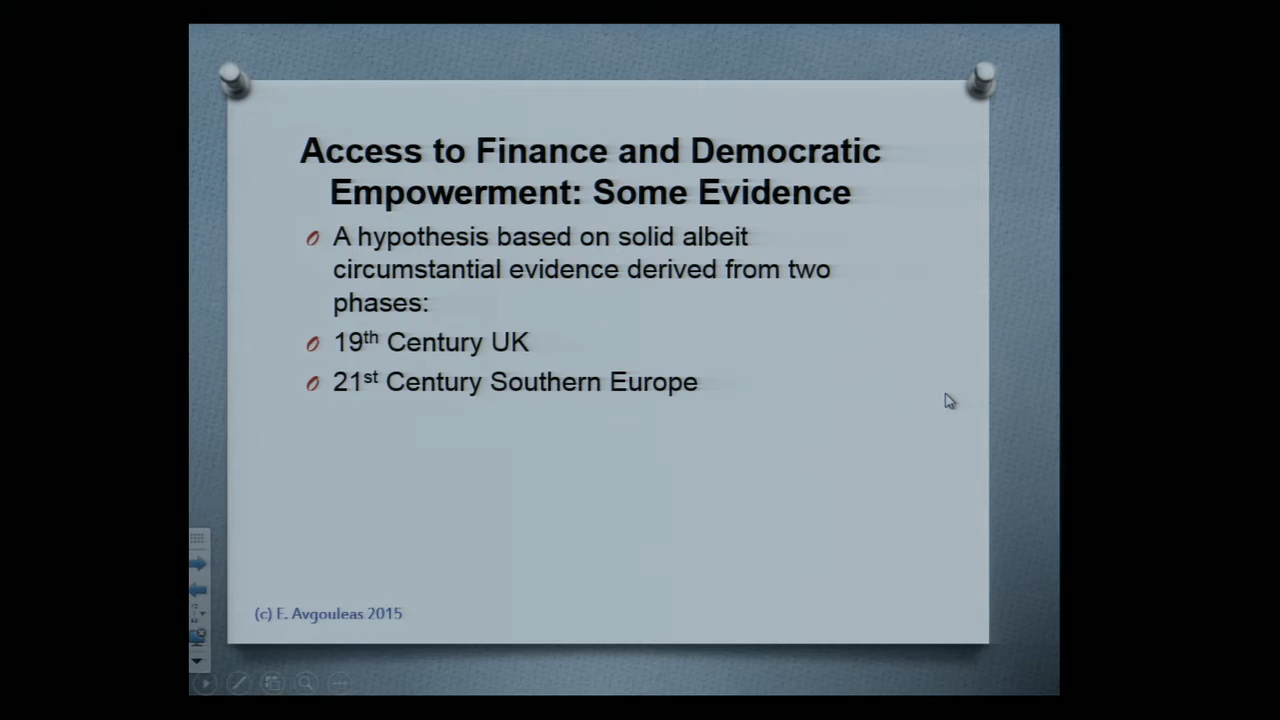 Access to Finance and Democratic
Empowerment: Some Evidence
A hypothesis based on solid albeit
circumstantial evidence derived from two
phases:
19th Century UK
21st Century Southern Europe
(c) E. Avgouleas 2015